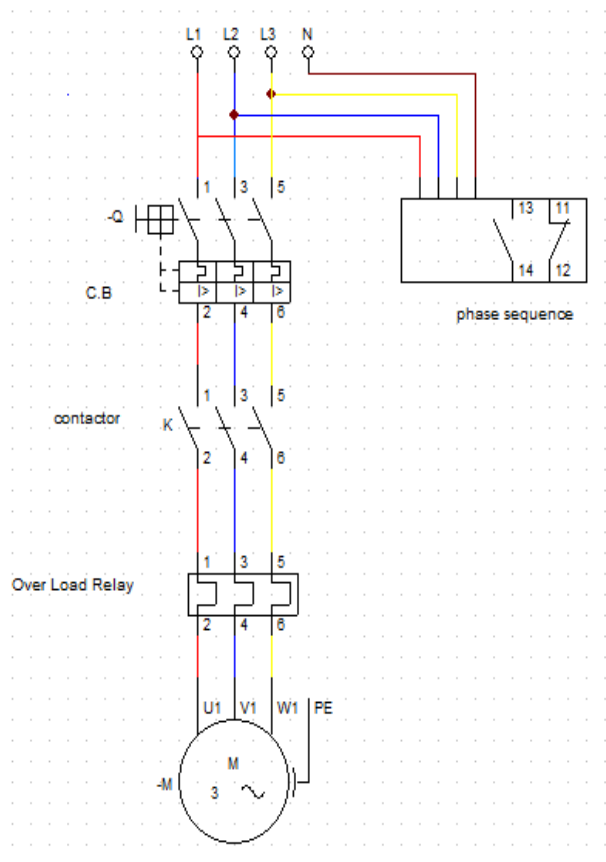 L1 L2 L3 N
1 3 5
-Q
13 11
I> I> I>
14 12
C.B
2 4 6
phase sequence
1 3 5
contactor
K
2 4 6
1 3 5
Over Load Relay
2 4 6
U1 V1 W1 PE
M
-M
3